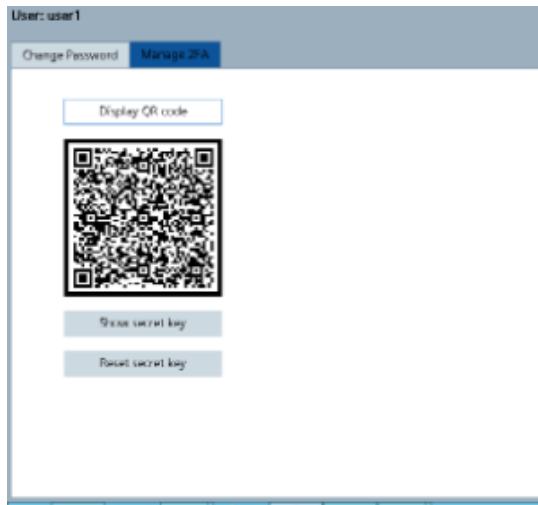 User: user1
Change Password Manage 2FA
Display QR code
Show secret key
Reset secret key